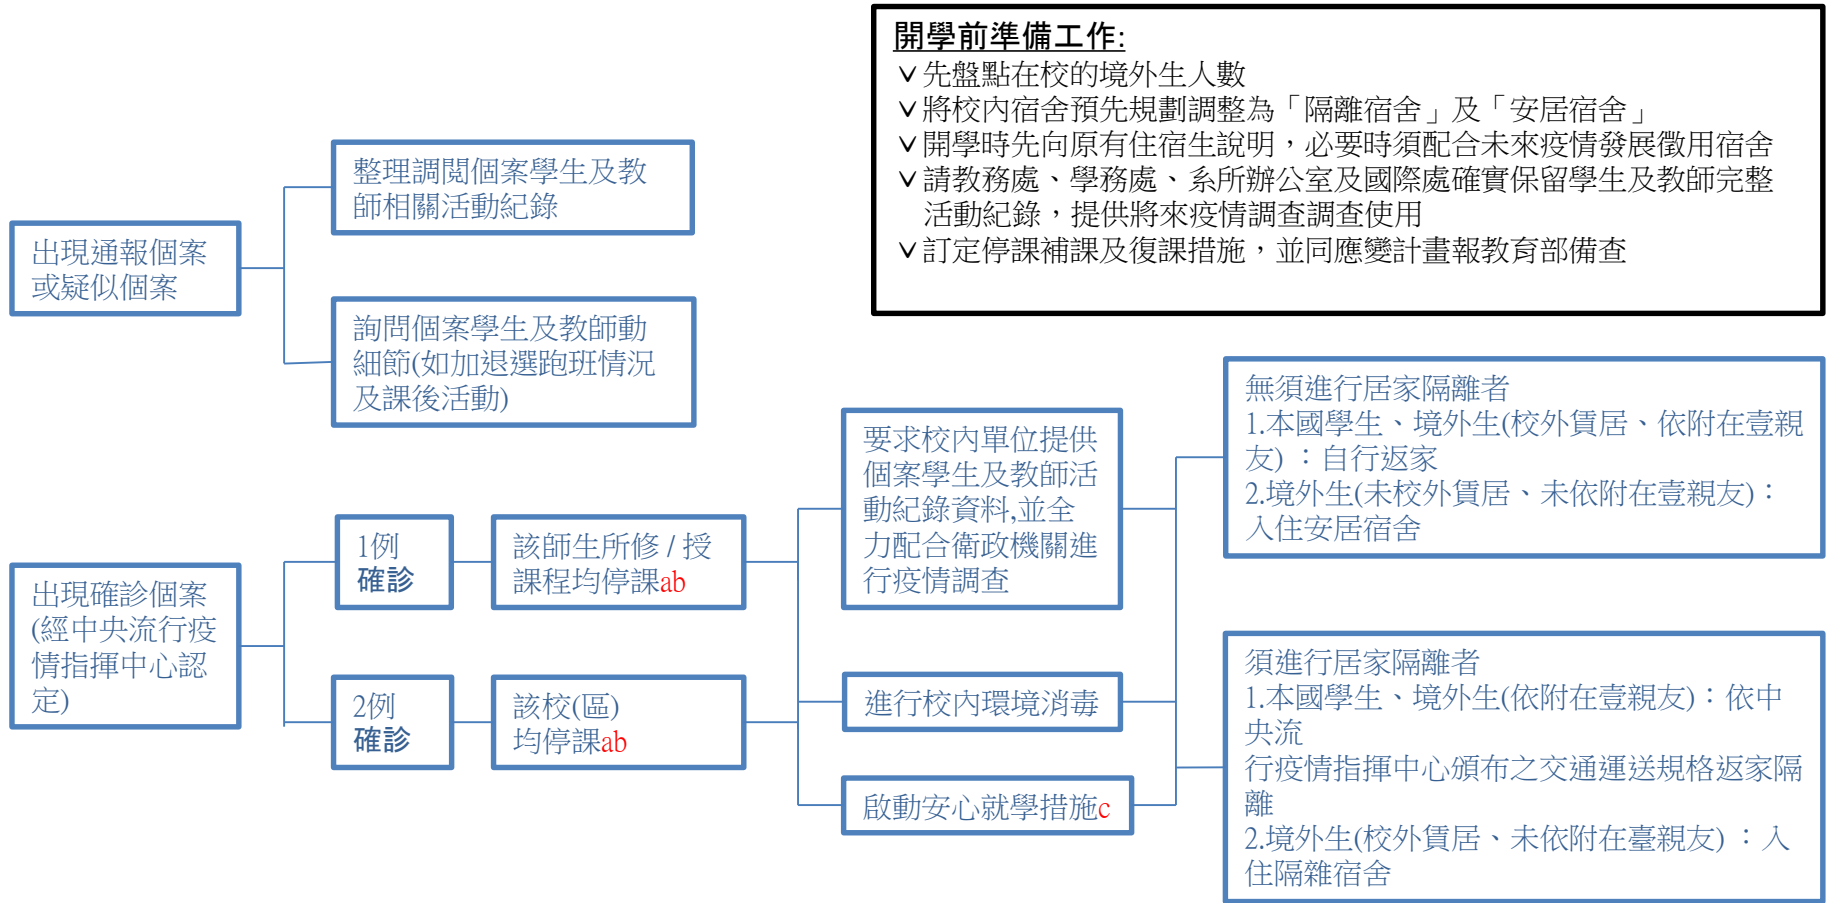 開學前準備工作:
∨先盤點在校的境外生人數
∨將校內宿舍預先規劃調整為「隔離宿舍」及「安居宿舍」
∨開學時先向原有住宿生說明，必要時須配合未來疫情發展徵用宿舍
∨請教務處、學務處、系所辦公室及國際處確實保留學生及教師完整
活動紀錄，提供將來疫情調查調查使用
∨訂定停課補課及復課措施，並同應變計畫報教育部備查
出現通報個案
或疑似個案
整理調閱個案學生及教
師相關活動紀錄
詢問個案學生及教師動
細節(如加退選跑班情況
及課後活動)
出現確診個案
(經中央流行疫
情指揮中心認
定)
1例
確診
該師生所修 / 授
課程均停課ab
2例
確診
該校(區)
均停課ab
要求校內單位提供
個案學生及教師活
動紀錄資料,並全
力配合衛政機關進
行疫情調查
進行校內環境消毒
啟動安心就學措施c
無須進行居家隔離者
1.本國學生、境外生(校外賃居、依附在壹親
友)：自行返家
2.境外生(未校外賃居、未依附在壹親友)：
入住安居宿舍
須進行居家隔離者
1.本國學生、境外生(依附在壹親友)：依中
央流
行疫情指揮中心頒布之交通運送規格返家隔
離
2.境外生(校外賃居、未依附在臺親友)：入
住隔雜宿舍